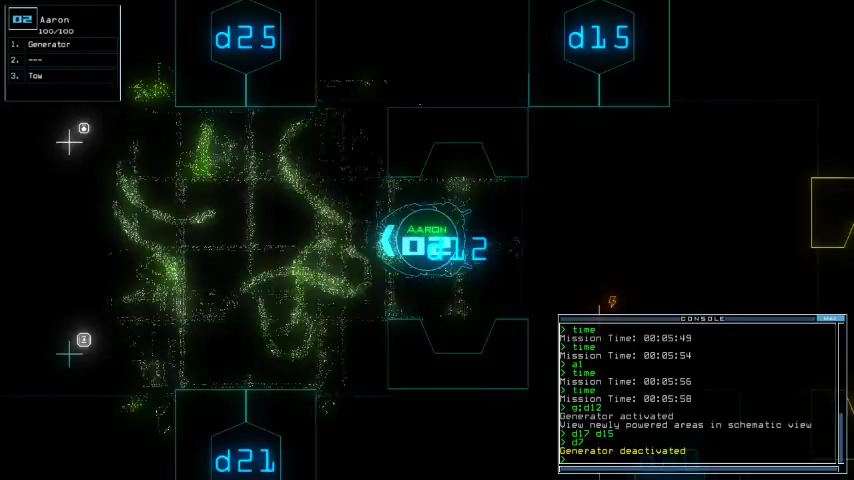 02 Aaron
100/100
1. Generator
2. ---
3. Tow
d25
d15
AARON
02
d12
d21
CONSOLE
> time
Mission Time: 00:05:49
> time
Mission Time: 00:05:54
> a1
> time
Mission Time: 00:05:56
> time
Mission Time: 00:05:58
> g:d12
Generator activated
View newly powered areas in schematic view
> d17 d15
> d7
Generator deactivated
>